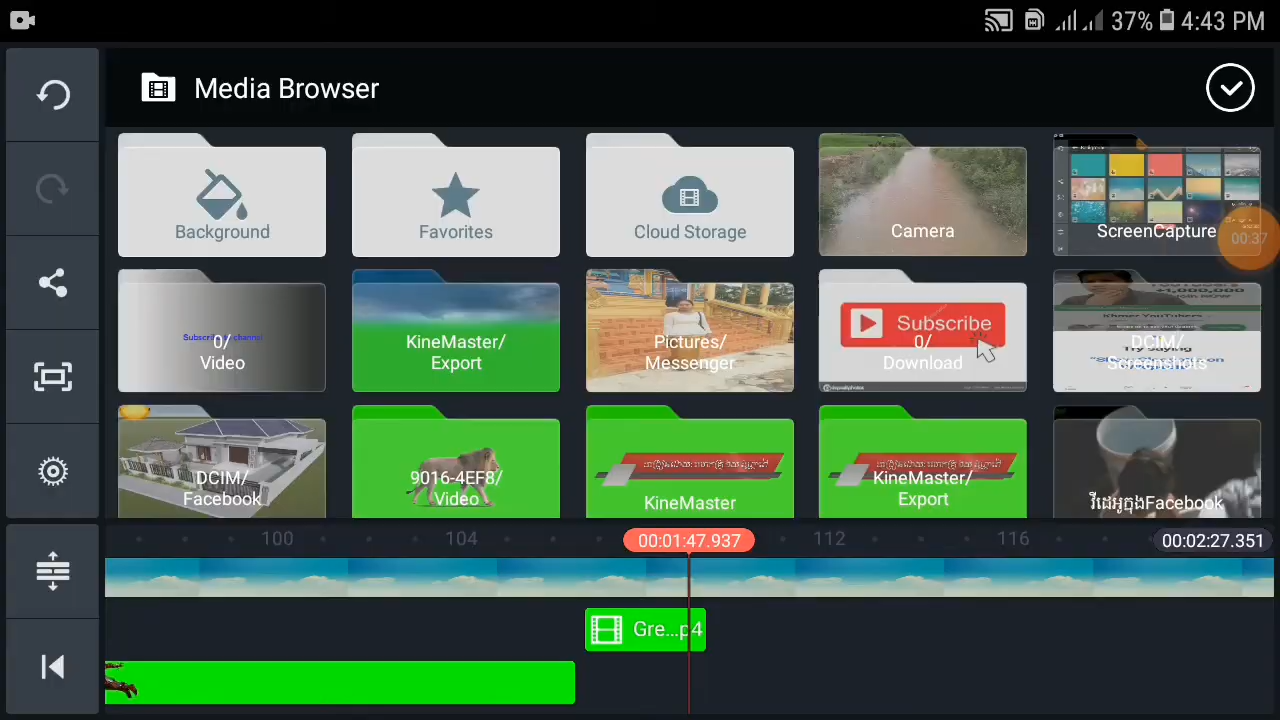 37% 4:43 PM
Media Browser
Background
Favorites
Cloud Storage
Camera
ScreenCapture
00:37
0/
Video
KineMaster/
Export
Pictures/
Messenger
Subscribe
0/
Download
DCIM/
Screenshots
DCIM/
Facebook
9016-4EF8/
Video
KineMaster
KineMaster/
Export
វីដេអូក្នុងFacebook
100
104
00:01:47.937
112
116
00:02:27.351
Gre...p4